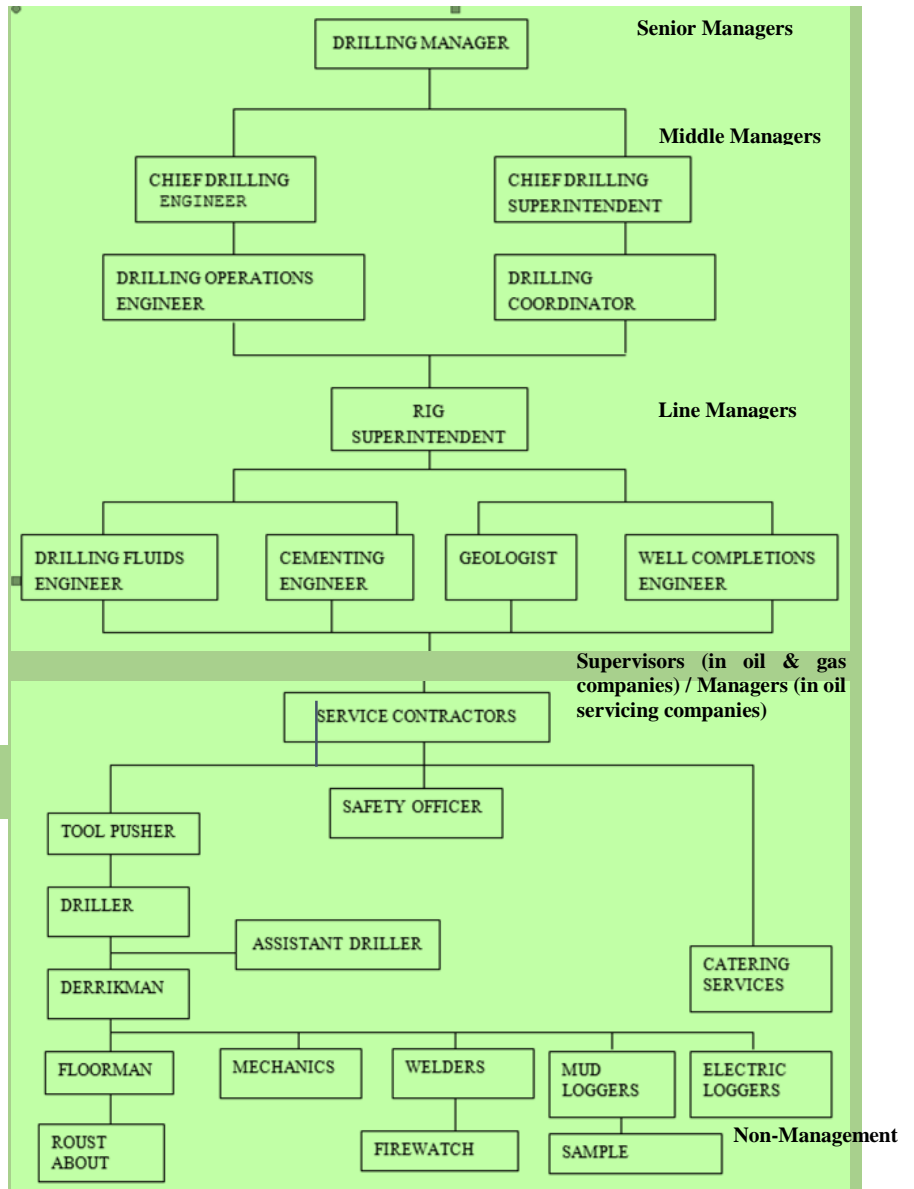 Senior Managers
DRILLING MANAGER
Middle Managers
CHIEF DRILLING
ENGINEER
CHIEF DRILLING
SUPERINTENDENT
DRILLING OPERATIONS
ENGINEER
DRILLING
COORDINATOR
Line Managers
RIG
SUPERINTENDENT
DRILLING FLUIDS
ENGINEER
CEMENTING
ENGINEER
GEOLOGIST
WELL COMPLETIONS
ENGINEER
Supervisors (in oil & gas
companies) / Managers (in oil
servicing companies)
SERVICE CONTRACTORS
SAFETY OFFICER
TOOL PUSHER
DRILLER
ASSISTANT DRILLER
CATERING
SERVICES
DERRIKMAN
FLOORMAN
MECHANICS
WELDERS
MUD
LOGGERS
ELECTRIC
LOGGERS
Non-Management
ROUST
ABOUT
FIREWATCH
SAMPLE